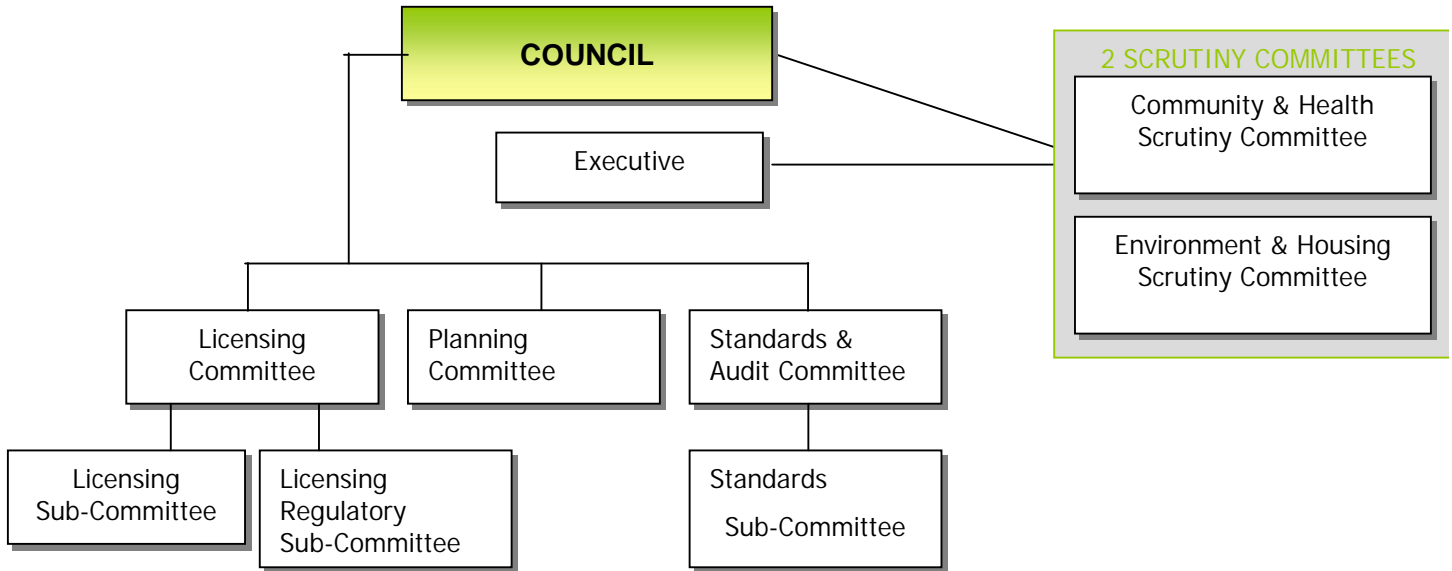 COUNCIL
2 SCRUTINY COMMITTEES
Community & Health
Scrutiny Committee
Executive
Environment & Housing
Scrutiny Committee
Licensing
Committee
Planning
Committee
Standards &
Audit Committee
Licensing
Sub-Committee
Licensing
Regulatory
Sub-Committee
Standards
Sub-Committee